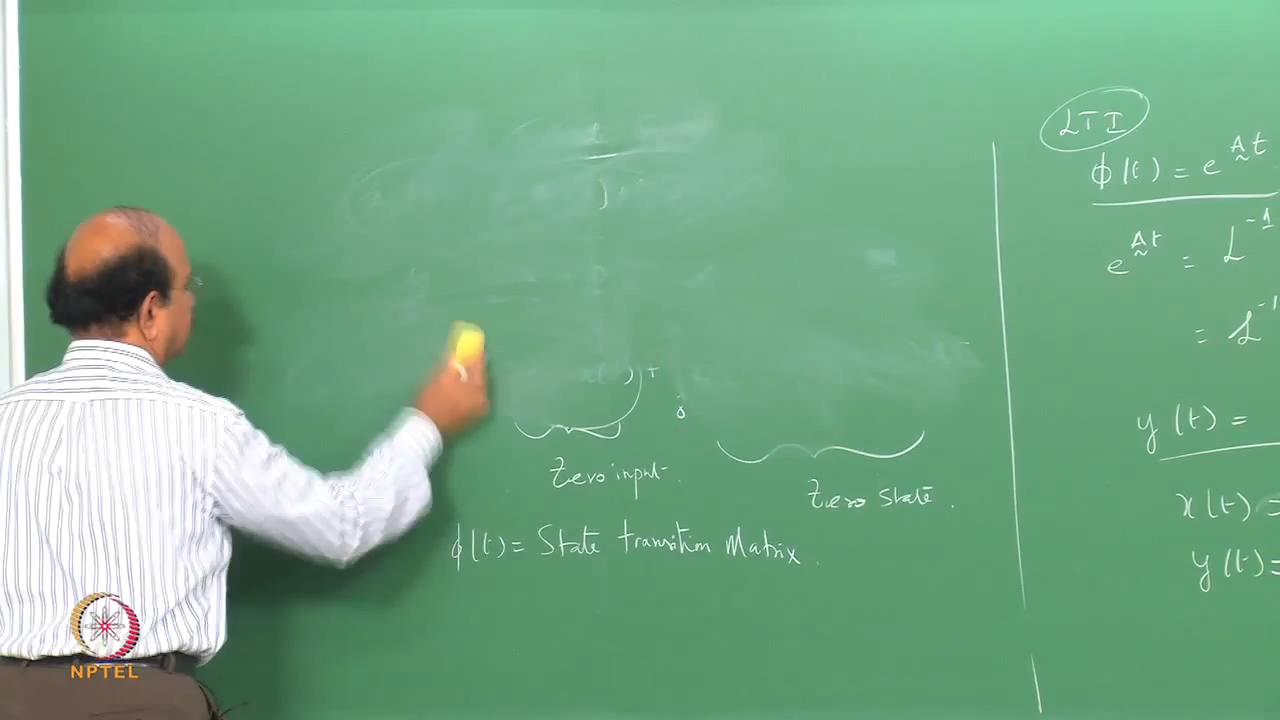 Zero input.
Zero state.
ϕ(t) = State transition Matrix.
LTI
ϕ(t) = e^{At}
e^{At} = L^{-1}
= L^{-1}
y(t) =
x(t) =
y(t) =
NPTEL